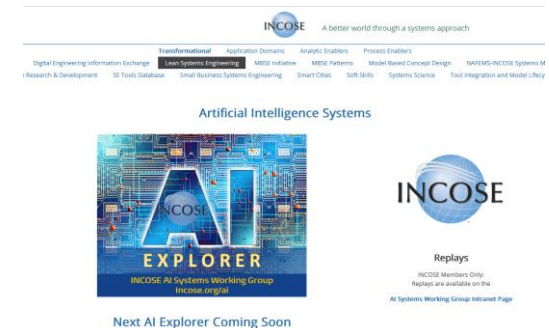 INCOSE A better world through a systems approach
Transformational Application Domains Analytic Enablers Process Enablers
Digital Engineering Information Exchange Lean Systems Engineering MBSE Initiative MBSE Patterns Model Based Concept Design NAFEMS-INCOSE Systems M
Research & Development SE Tools Database Small Business Systems Engineering Smart Cities Soft Skills Systems Science Tool Integration and Model Lifecy
Artificial Intelligence Systems
INCOSE
AI
EXPLORER
INCOSE AI Systems Working Group
Incose.org/ai
INCOSE
Replays
INCOSE Members Only:
Replays are available on the
AI Systems Working Group Intranet Page
Next AI Explorer Coming Soon